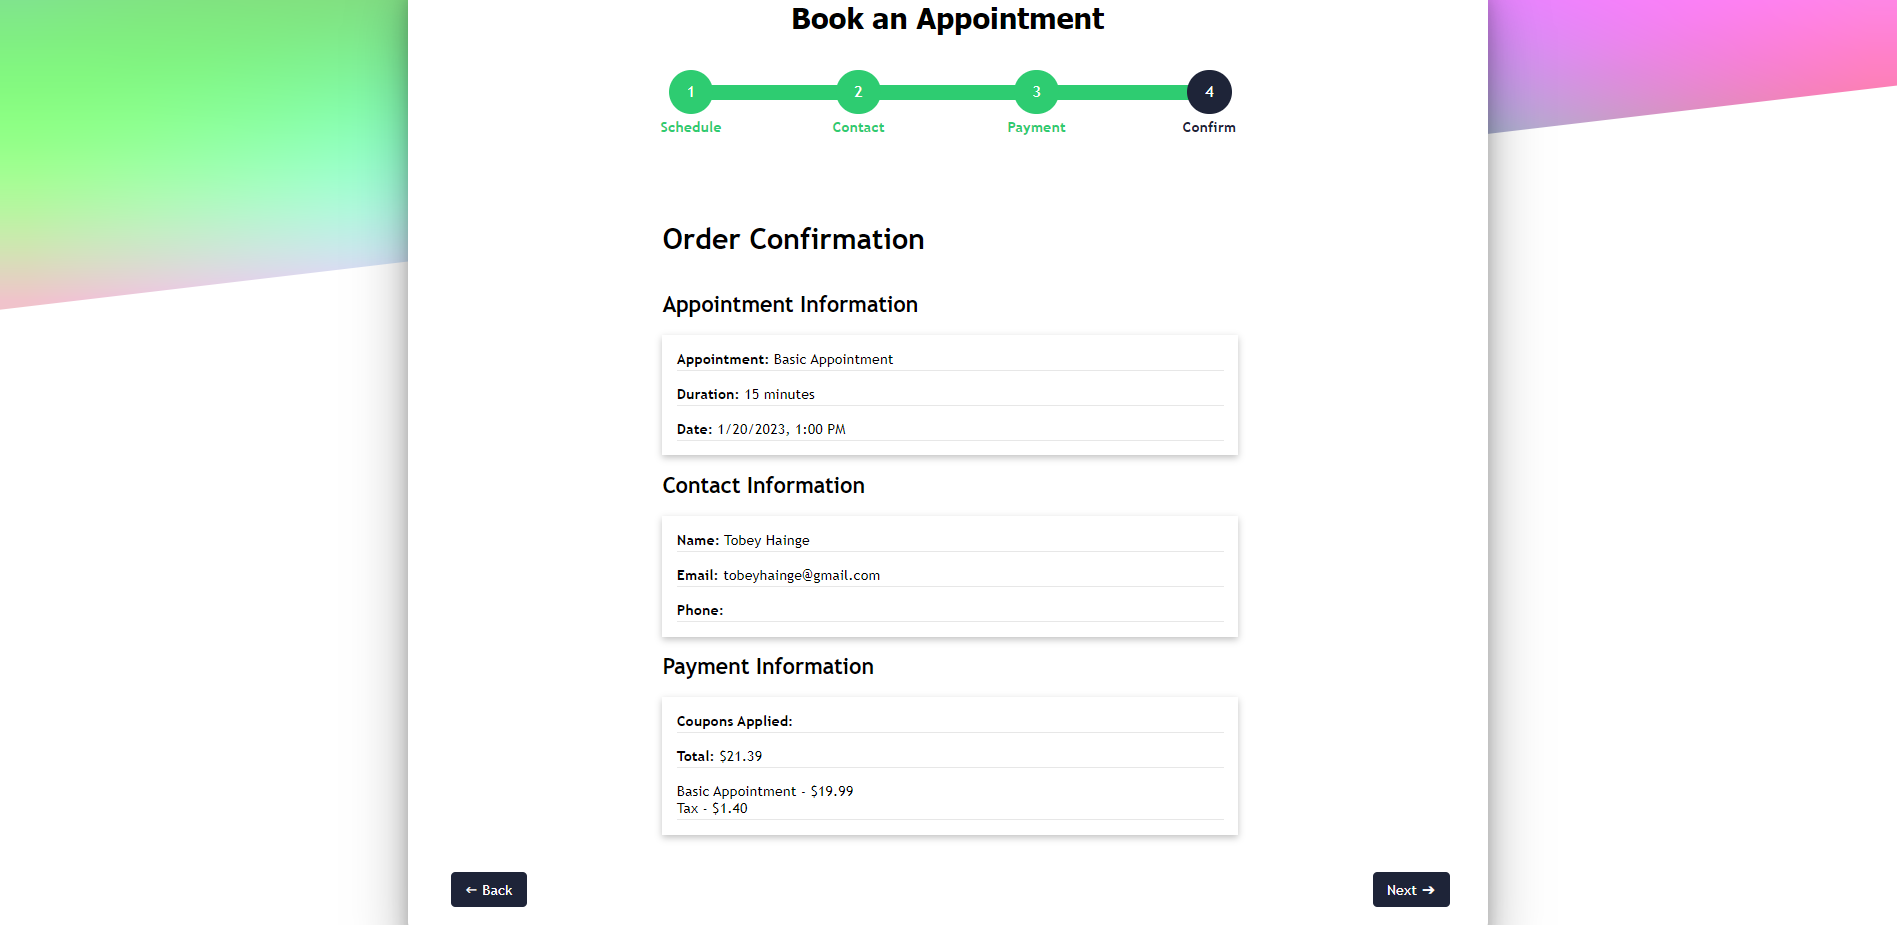 Book an Appointment
1 2 3 4
Schedule Contact Payment Confirm
Order Confirmation
Appointment Information
Appointment: Basic Appointment
Duration: 15 minutes
Date: 1/20/2023, 1:00 PM
Contact Information
Name: Tobey Hainge
Email: tobeyhainge@gmail.com
Phone:
Payment Information
Coupons Applied:
Total: $21.39
Basic Appointment - $19.99
Tax - $1.40
← Back
Next →